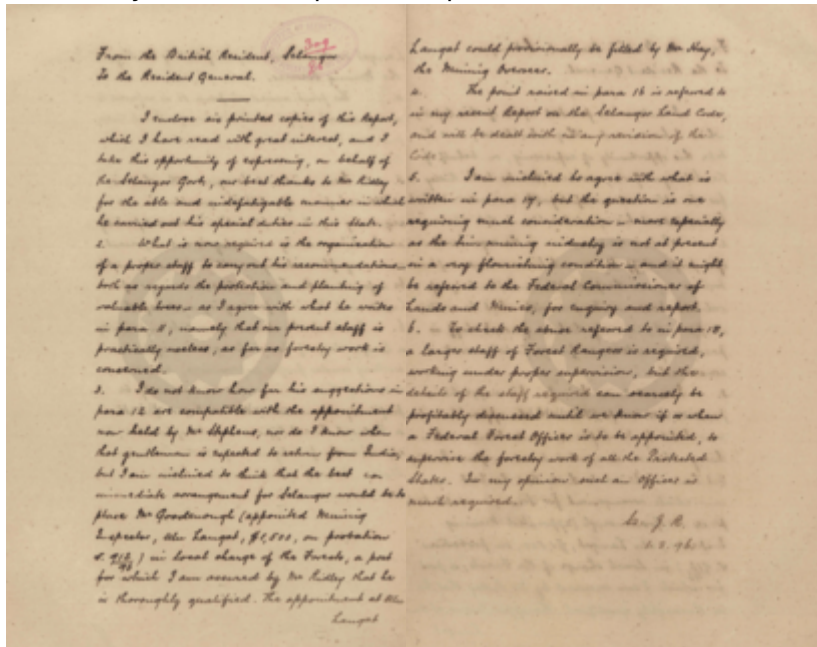 From the British Resident, Selangor
To the Resident General.
I enclose six printed copies of this Report,
which I have read with great interest, and I
take this opportunity of expressing, on behalf of
the Selangor Govt, our best thanks to Mr Ridley
for the able and indefatigable manner in which
he carried out his special duties in this State.
2. What is now required is the organisation
of a proper staff to carry out his recommendations
both as regards the protection and planting of
valuable trees - as I agree with what he writes
in para 11, namely that our present staff is
practically useless, as far as forestry work is
concerned.
3. I do not know how far his suggestions in
para 12 are compatible with the appointment
now held by Mr Stephens, nor do I know when
that gentleman is expected to return from India,
but I am inclined to think that the best
immediate arrangement for Selangor would be to
place Mr Goodenough (appointed Mining
Inspector, Ulu Langat, $1,500, on probation
) in local charge of the Forests, a post
for which I am assured by Mr Ridley that he
is thoroughly qualified. The appointment at Ulu
Langat
Langat could provisionally be filled by Mr Hay,
the Mining Overseer.
4. The point raised in para 16 is referred to
in my recent Report on the Selangor Land Code,
and will be dealt with in any revision of the
Code.
5. I am inclined to agree with what is
written in para 17, but the question is one
requiring much consideration - more especially
as the tin mining industry is not at present
in a very flourishing condition - and it might
be referred to the Federal Commissioner of
Lands and Mines, for enquiry and report.
6. To check the abuse referred to in para 18,
a larger staff of Forest Rangers is required,
working under proper supervision, but the
details of the staff required can scarcely be
profitably discussed until we know if or when
a Federal Forest Officer is to be appointed, to
supervise the forestry work of all the Protected
States. In my opinion such an Officer is
much required.